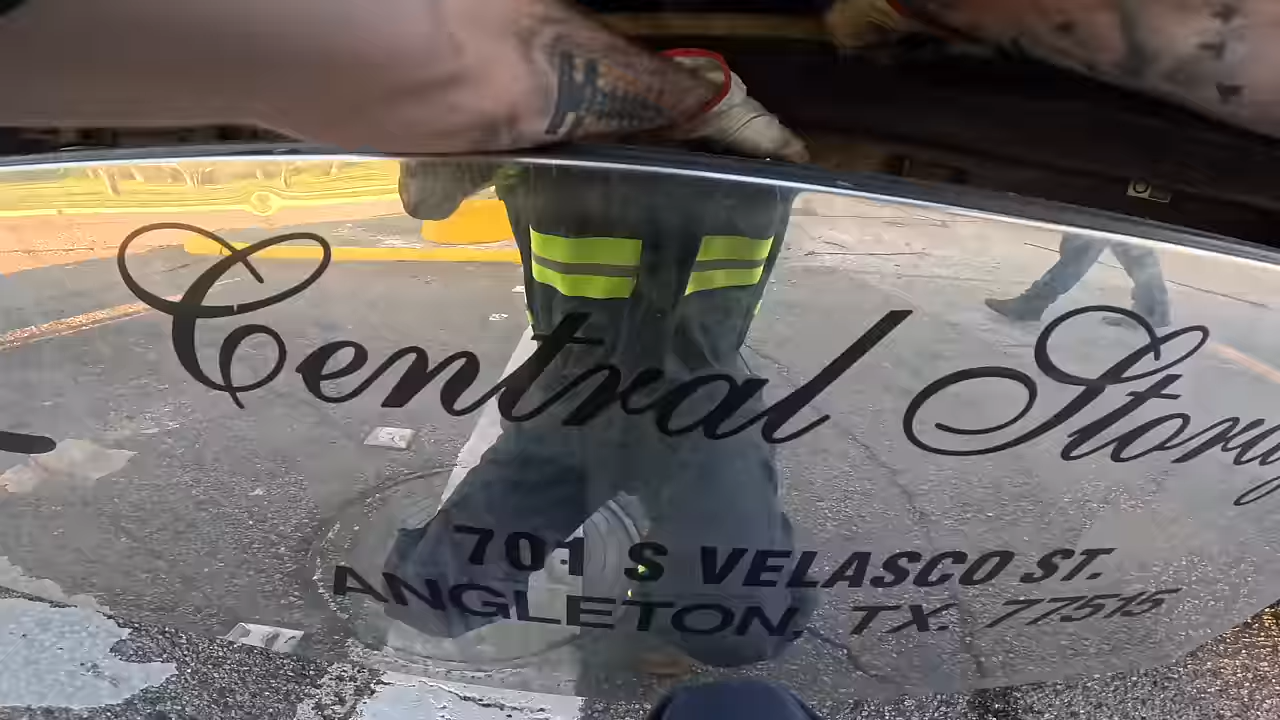 Central Story
701 S VELASCO ST.
ANGLETON, TX. 77515